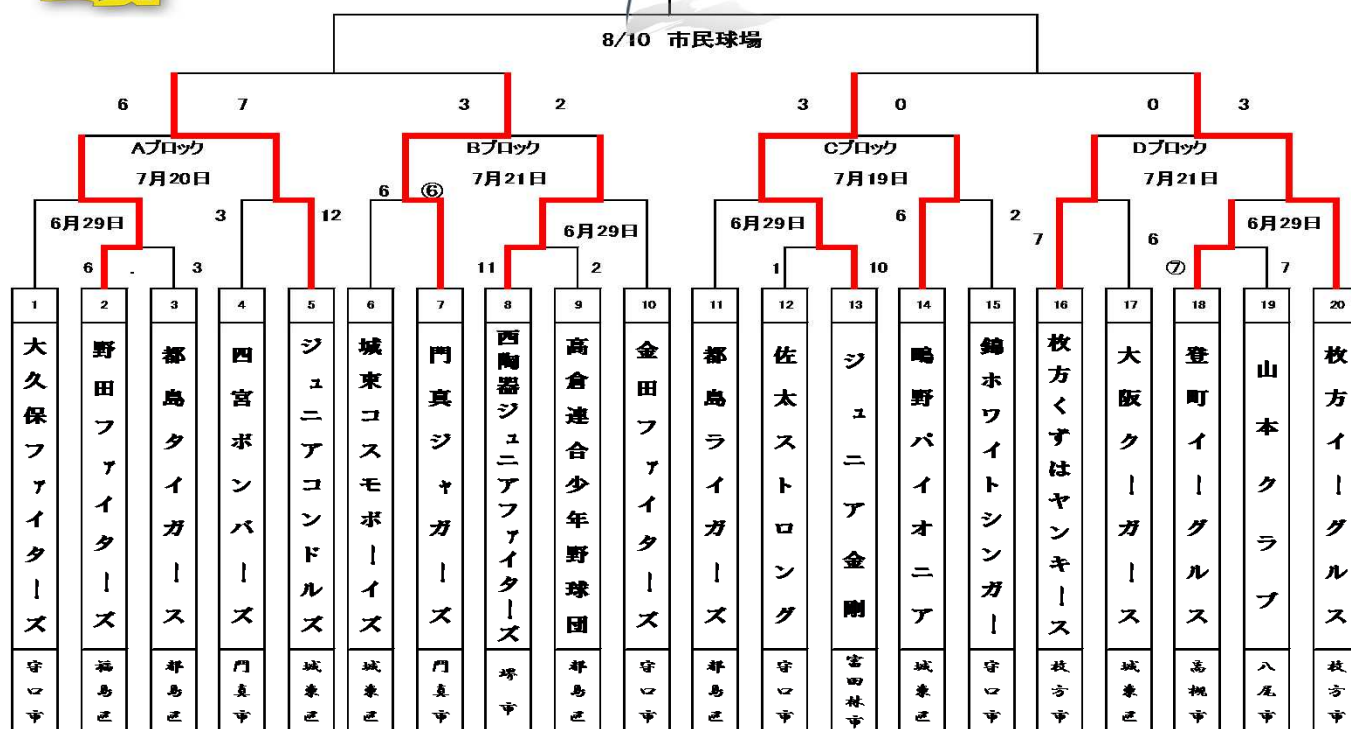 8/10 市民球場
6 7 3 2 3 0 0 3
Aブロック Bブロック Cブロック Dブロック
7月20日 7月21日 7月19日 7月21日
6 ⑥
3 12 6 2
6月29日 6月29日 6月29日 6月29日
7 6
6 . 3 11 2 1 10 ⑦ 7
1 2 3 4 5 6 7 8 9 10 11 12 13 14 15 16 17 18 19 20
大久保ファイターズ
守口市
野田ファイターズ
福島区
都島タイガース
都島区
四宮ボンバーズ
門真市
ジュニアコンドルズ
城東区
城東コスモボーイズ
城東区
門真ジャガーズ
門真市
西陶器ジュニアファイターズ
堺市
高倉連合少年野球団
都島区
金田ファイターズ
守口市
都島ライガーズ
都島区
佐太ストロング
守口市
ジュニア金剛
富田林市
鴫野パイオニア
城東区
錦ホワイトシンガー
守口市
枚方くずはヤンキース
枚方市
大阪クーガース
城東区
登町イーグルス
高槻市
山本クラブ
八尾市
枚方イーグルス
枚方市